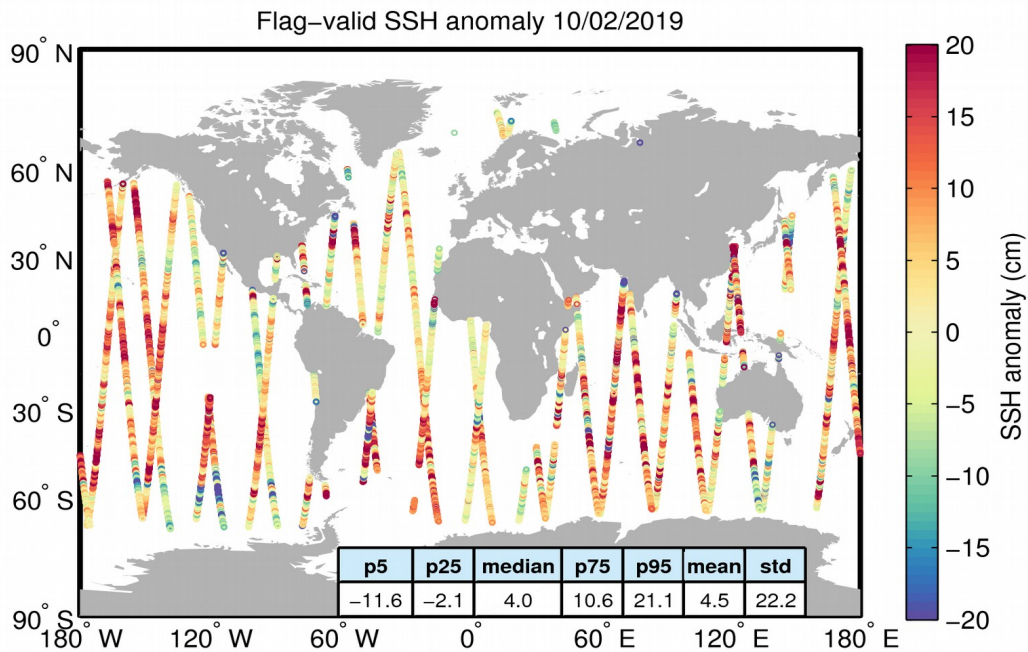 Flag−valid SSH anomaly 10/02/2019
90° N
60° N
30° N
0°
30° S
60° S
90° S
180° W 120° W 60° W 0° 60° E 120° E 180° E
p5 p25 median p75 p95 mean std
−11.6 −2.1 4.0 10.6 21.1 4.5 22.2
20
15
10
5
0
−5
−10
−15
−20
SSH anomaly (cm)